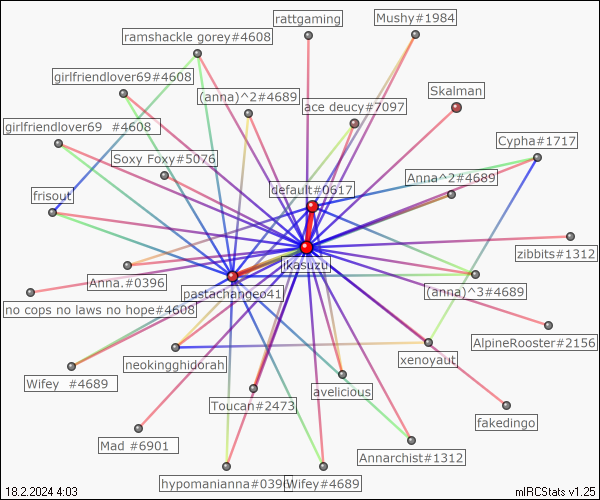 rattgaming
Mushy#1984
ramshackle gorey#4608
girlfriendlover69#4608
(anna)^2#4689
Skalman
ace deucy#7097
girlfriendlover69  #4608
Cypha#1717
Soxy Foxy#5076
Anna^2#4689
default#0617
frisout
zibbits#1312
ikasuzu
Anna.#0396
(anna)^3#4689
pastachangeo41
no cops no laws no hope#4608
AlpineRooster#2156
neokingghidorah
xenoyaut
Wifey  #4689
avelicious
Toucan#2473
fakedingo
Mad #6901
Annarchist#1312
hypomanianna#039
Wifey#4689
18.2.2024 4:03
mIRCStats v1.25